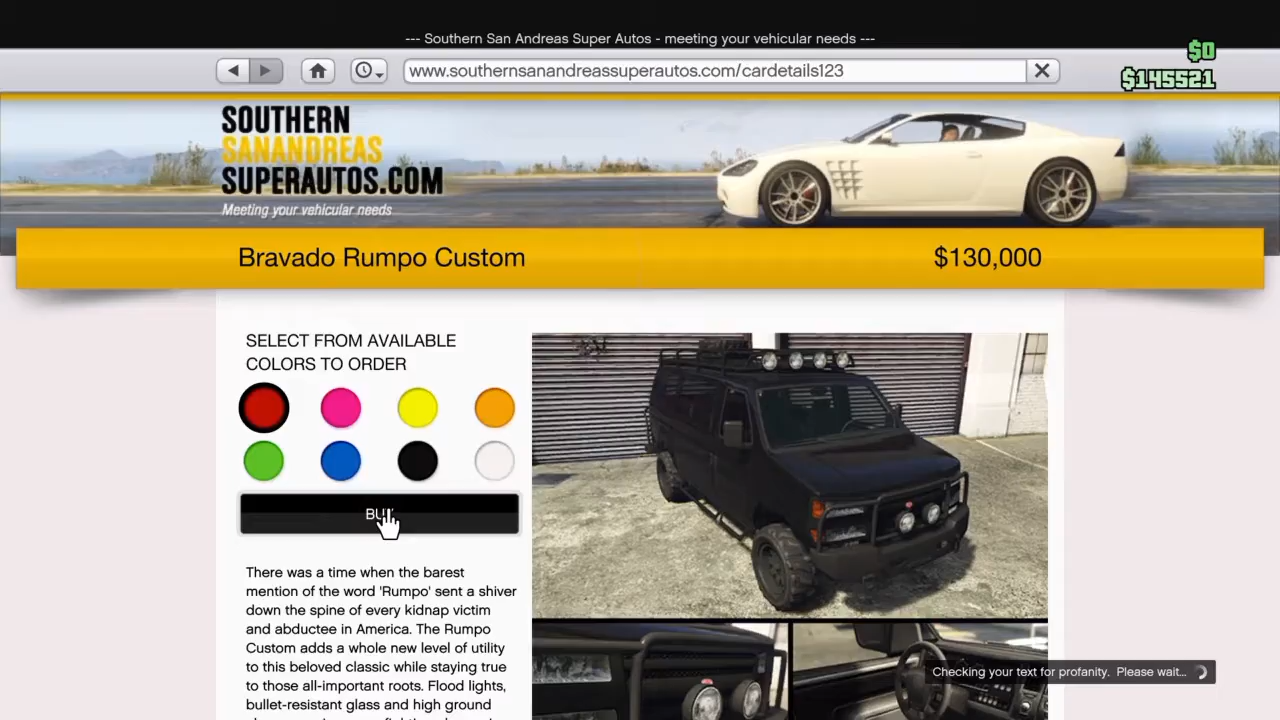 --- Southern San Andreas Super Autos - meeting your vehicular needs ---
$0
www.southernsanandreassuperautos.com/cardetails123
$145521
SOUTHERN
SANANDREAS
SUPERAUTOS.COM
Meeting your vehicular needs
Bravado Rumpo Custom
$130,000
SELECT FROM AVAILABLE
COLORS TO ORDER
BUY
There was a time when the barest
mention of the word 'Rumpo' sent a shiver
down the spine of every kidnap victim
and abductee in America. The Rumpo
Custom adds a whole new level of utility
to this beloved classic while staying true
to those all-important roots. Flood lights,
bullet-resistant glass and high ground
Checking your text for profanity. Please wait...